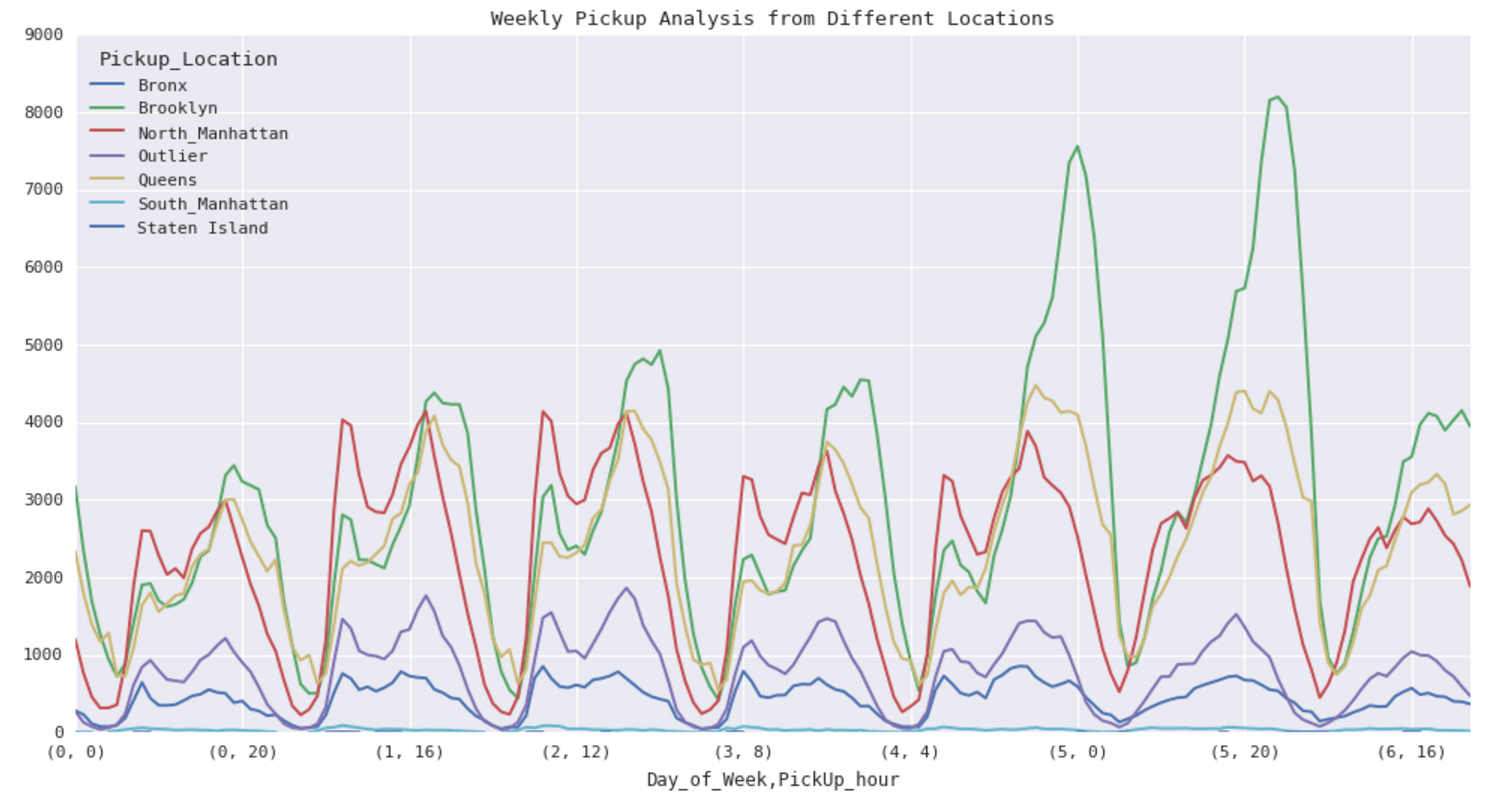 Weekly Pickup Analysis from Different Locations
9000
8000
7000
6000
5000
4000
3000
2000
1000
0
Pickup_Location
Bronx
Brooklyn
North_Manhattan
Outlier
Queens
South_Manhattan
Staten Island
(0, 0) (0, 20) (1, 16) (2, 12) (3, 8) (4, 4) (5, 0) (5, 20) (6, 16)
Day_of_Week,PickUp_hour